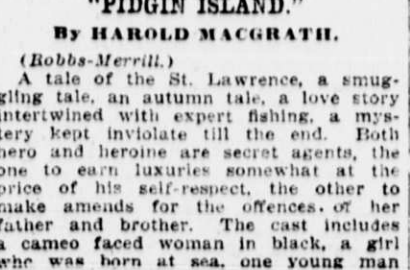 "PIDGIN ISLAND."
By HAROLD MACGRATH.
(Bobbs-Merrill.)
A tale of the St. Lawrence, a smug-
gling tale, an autumn tale, a love story
intertwined with expert fishing, a mys-
tery kept inviolate till the end. Both
hero and heroine are secret agents, the
one to earn luxuries somewhat at the
price of his self-respect, the other to
make amends for the offences of her
father and brother. The cast includes
a cameo faced woman in black, a girl
who was born at sea, one young man